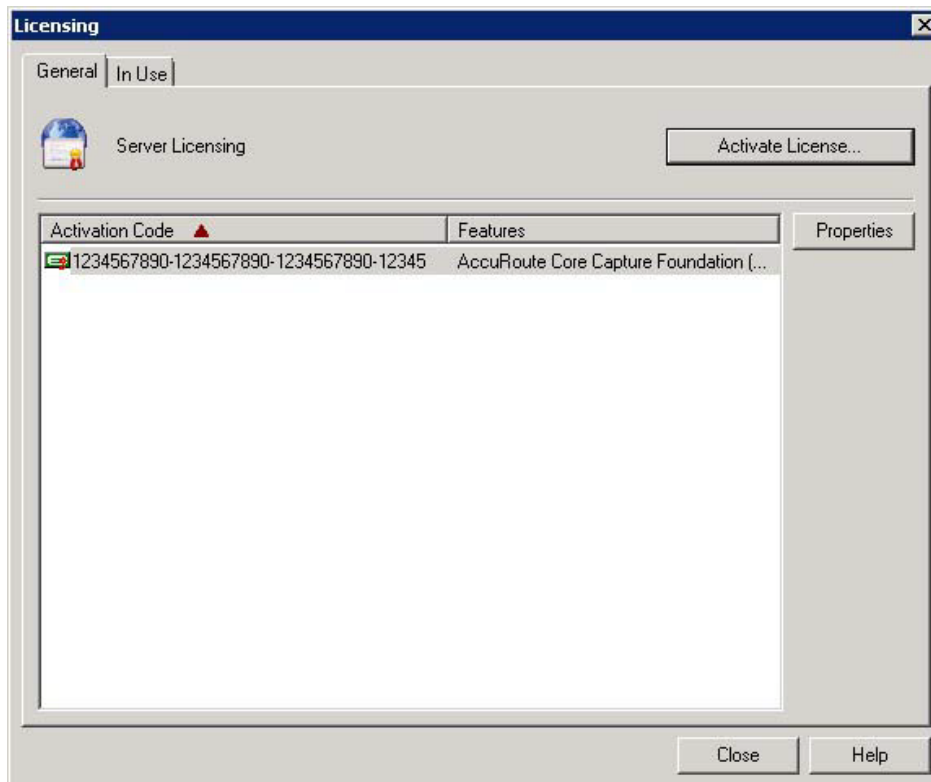 Licensing
General In Use
Server Licensing Activate License...
Activation Code Features Properties
1234567890-1234567890-1234567890-12345 AccuRoute Core Capture Foundation (...
Close Help